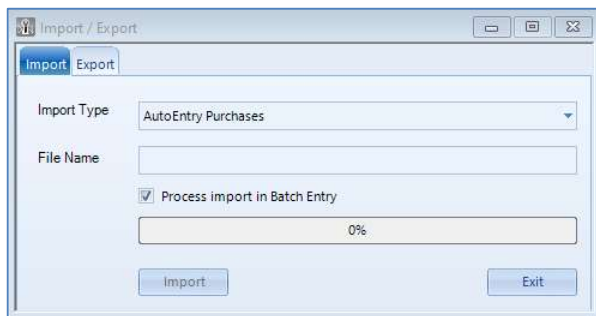 Import / Export
Import Export
Import Type AutoEntry Purchases
File Name
Process import in Batch Entry
0%
Import Exit